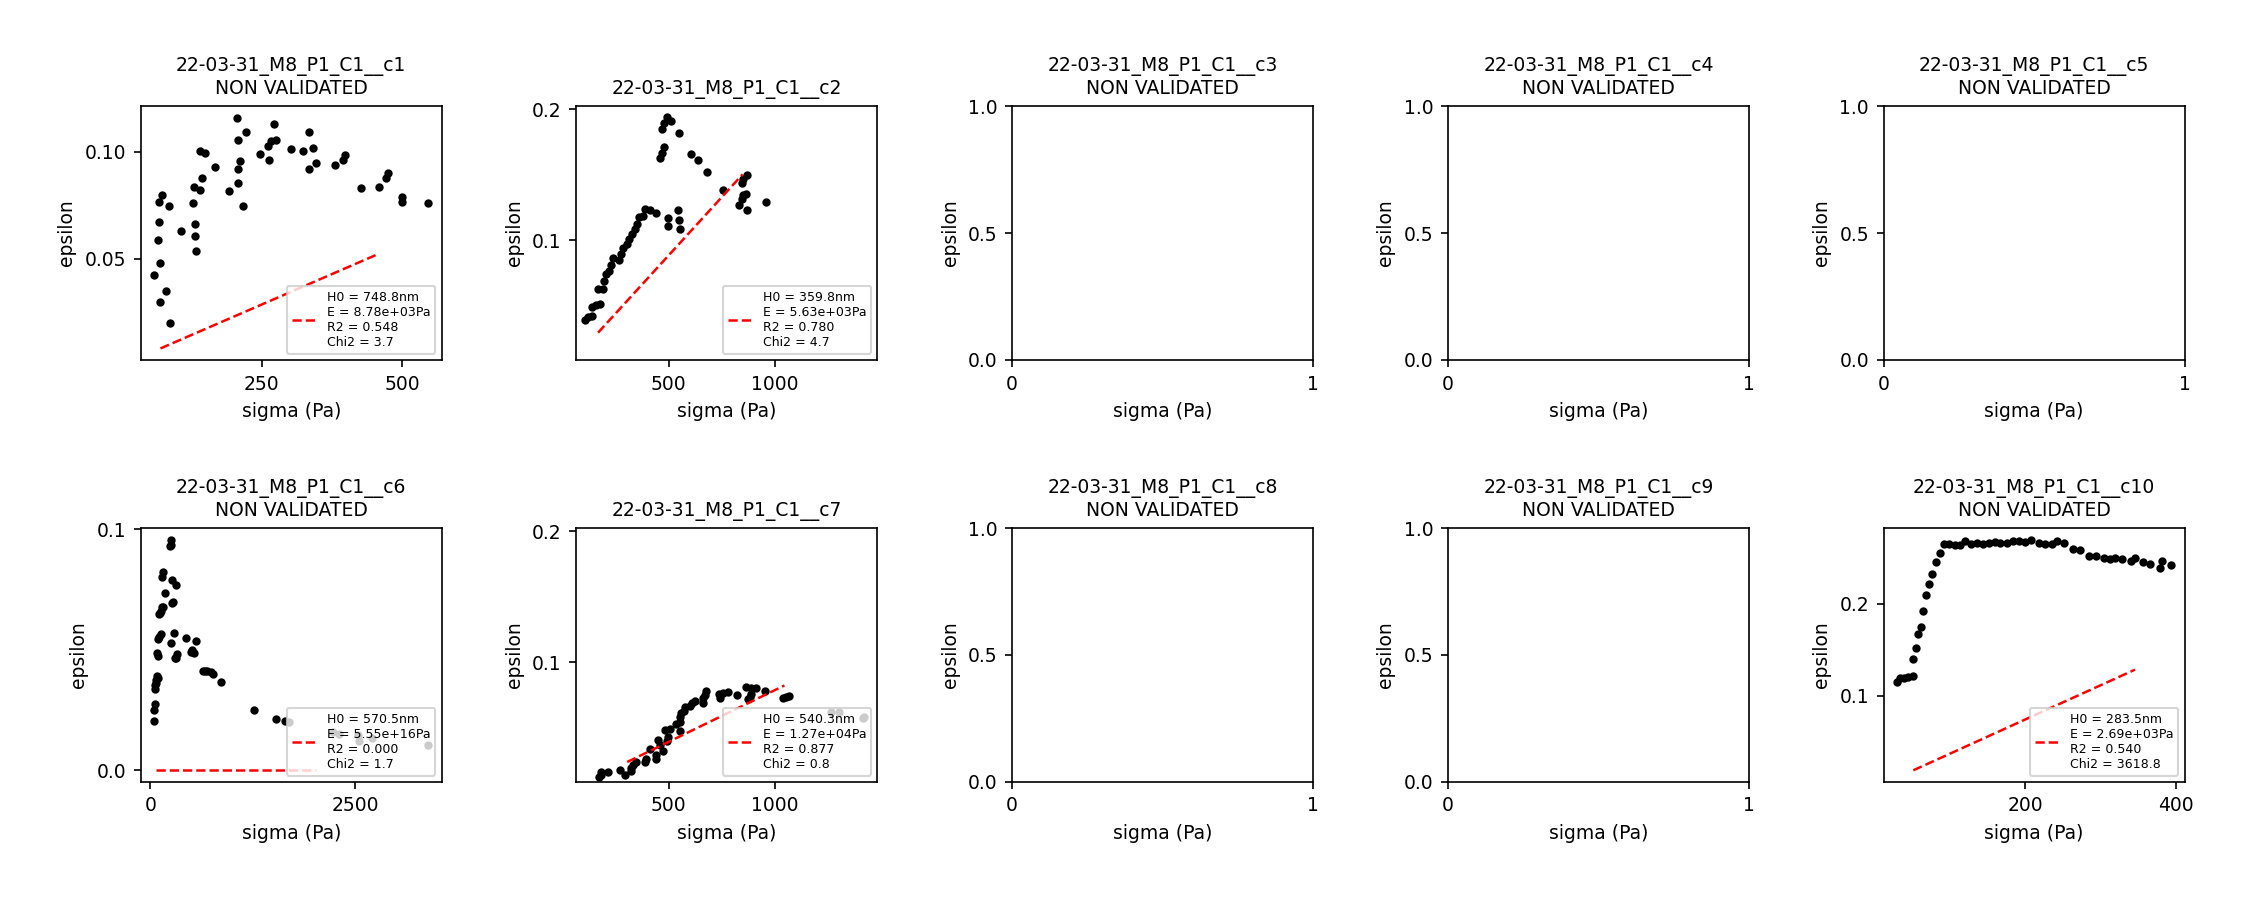 22-03-31_M8_P1_C1__c1
NON VALIDATED
0.10
0.05
epsilon
250
500
sigma (Pa)
H0 = 748.8nm
E = 8.78e+03Pa
R2 = 0.548
Chi2 = 3.7
22-03-31_M8_P1_C1__c2
0.2
0.1
epsilon
500
1000
sigma (Pa)
H0 = 359.8nm
E = 5.63e+03Pa
R2 = 0.780
Chi2 = 4.7
22-03-31_M8_P1_C1__c3
NON VALIDATED
1.0
0.5
0.0
epsilon
0
1
sigma (Pa)
22-03-31_M8_P1_C1__c4
NON VALIDATED
1.0
0.5
0.0
epsilon
0
1
sigma (Pa)
22-03-31_M8_P1_C1__c5
NON VALIDATED
1.0
0.5
0.0
epsilon
0
1
sigma (Pa)
22-03-31_M8_P1_C1__c6
NON VALIDATED
0.1
0.0
epsilon
0
2500
sigma (Pa)
H0 = 570.5nm
E = 5.55e+16Pa
R2 = 0.000
Chi2 = 1.7
22-03-31_M8_P1_C1__c7
0.2
0.1
epsilon
500
1000
sigma (Pa)
H0 = 540.3nm
E = 1.27e+04Pa
R2 = 0.877
Chi2 = 0.8
22-03-31_M8_P1_C1__c8
NON VALIDATED
1.0
0.5
0.0
epsilon
0
1
sigma (Pa)
22-03-31_M8_P1_C1__c9
NON VALIDATED
1.0
0.5
0.0
epsilon
0
1
sigma (Pa)
22-03-31_M8_P1_C1__c10
NON VALIDATED
0.2
0.1
epsilon
200
400
sigma (Pa)
H0 = 283.5nm
E = 2.69e+03Pa
R2 = 0.540
Chi2 = 3618.8